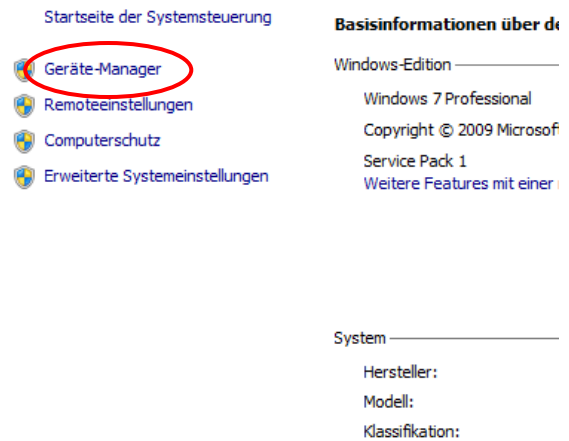 Startseite der Systemsteuerung
Geräte-Manager
Remoteeinstellungen
Computerschutz
Erweiterte Systemeinstellungen
Basisinformationen über de
Windows-Edition
Windows 7 Professional
Copyright © 2009 Microsof
Service Pack 1
Weitere Features mit einer
System
Hersteller:
Modell:
Klassifikation: